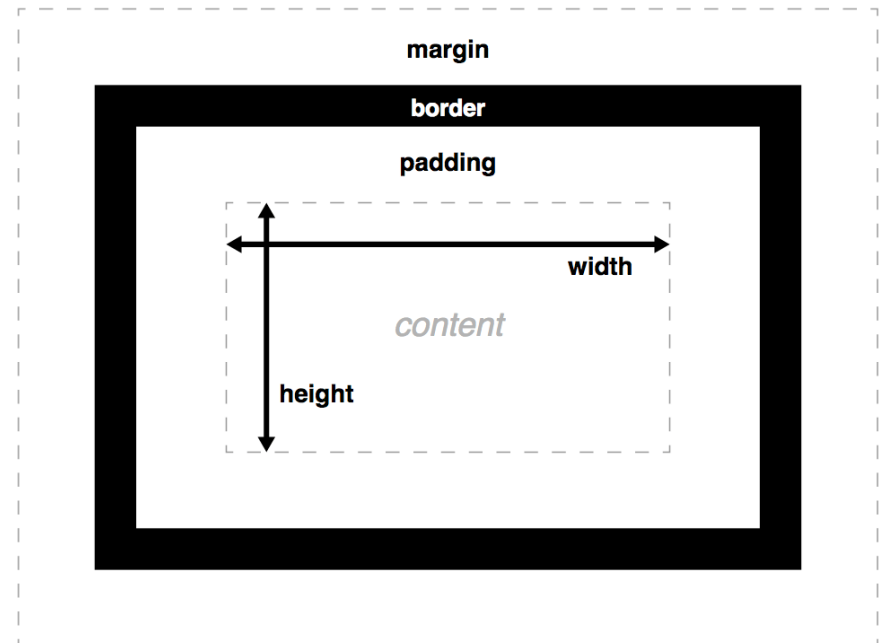 margin
border
padding
width
content
height